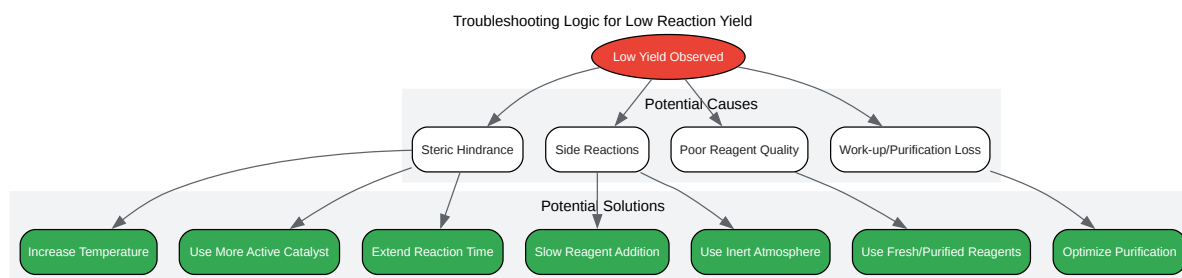 Troubleshooting Logic for Low Reaction Yield
Low Yield Observed
Potential Causes
Steric Hindrance
Side Reactions
Poor Reagent Quality
Work-up/Purification Loss
Potential Solutions
Increase Temperature
Use More Active Catalyst
Extend Reaction Time
Slow Reagent Addition
Use Inert Atmosphere
Use Fresh/Purified Reagents
Optimize Purification